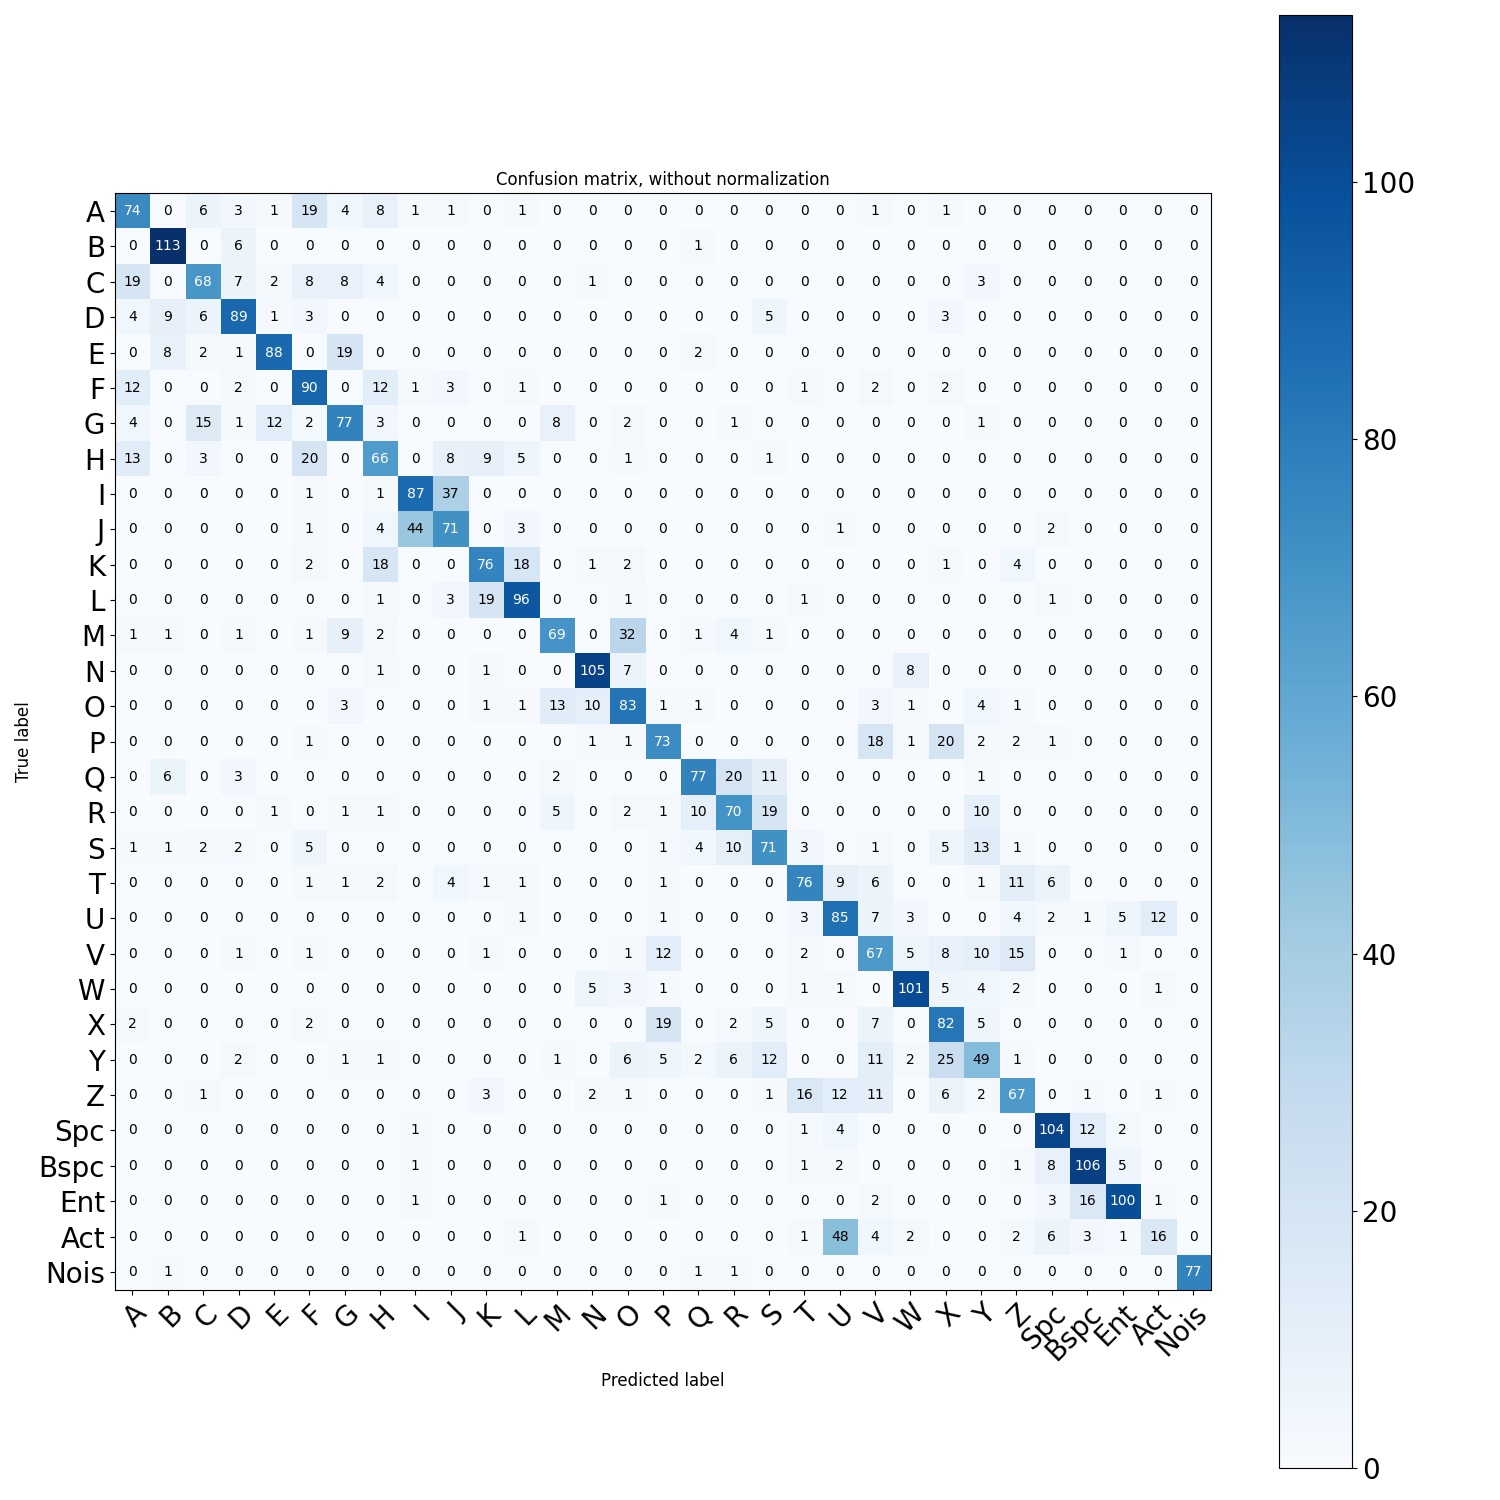 Confusion matrix, without normalization
A 74 0 6 3 1 19 4 8 1 1 0 1 0 0 0 0 0 0 0 0 0 1 0 1 0 0 0 0 0 0 0
B 0 113 0 6 0 0 0 0 0 0 0 0 0 0 0 0 1 0 0 0 0 0 0 0 0 0 0 0 0 0 0
C 19 0 68 7 2 8 8 4 0 0 0 0 0 1 0 0 0 0 0 0 0 0 0 0 3 0 0 0 0 0 0
D 4 9 6 89 1 3 0 0 0 0 0 0 0 0 0 0 0 0 5 0 0 0 0 3 0 0 0 0 0 0 0
E 0 8 2 1 88 0 19 0 0 0 0 0 0 0 0 0 2 0 0 0 0 0 0 0 0 0 0 0 0 0 0
F 12 0 0 2 0 90 0 12 1 3 0 1 0 0 0 0 0 0 0 1 0 2 0 2 0 0 0 0 0 0 0
G 4 0 15 1 12 2 77 3 0 0 0 0 8 0 2 0 0 1 0 0 0 0 0 0 1 0 0 0 0 0 0
H 13 0 3 0 0 20 0 66 0 8 9 5 0 0 1 0 0 0 1 0 0 0 0 0 0 0 0 0 0 0 0
I 0 0 0 0 0 1 0 1 87 37 0 0 0 0 0 0 0 0 0 0 0 0 0 0 0 0 0 0 0 0 0
J 0 0 0 0 0 1 0 4 44 71 0 3 0 0 0 0 0 0 0 0 1 0 0 0 0 0 2 0 0 0 0
K 0 0 0 0 0 2 0 18 0 0 76 18 0 1 2 0 0 0 0 0 0 0 0 1 0 4 0 0 0 0 0
L 0 0 0 0 0 0 0 1 0 3 19 96 0 0 1 0 0 0 0 1 0 0 0 0 0 0 1 0 0 0 0
M 1 1 0 1 0 1 9 2 0 0 0 0 69 0 32 0 1 4 1 0 0 0 0 0 0 0 0 0 0 0 0
N 0 0 0 0 0 0 0 1 0 0 1 0 0 105 7 0 0 0 0 0 0 0 8 0 0 0 0 0 0 0 0
O 0 0 0 0 0 0 3 0 0 0 1 1 13 10 83 1 1 0 0 0 0 3 1 0 4 1 0 0 0 0 0
P 0 0 0 0 0 1 0 0 0 0 0 0 0 1 1 73 0 0 0 0 0 18 1 20 2 2 1 0 0 0 0
Q 0 6 0 3 0 0 0 0 0 0 0 0 2 0 0 0 77 20 11 0 0 0 0 0 1 0 0 0 0 0 0
R 0 0 0 0 1 0 1 1 0 0 0 0 5 0 2 1 10 70 19 0 0 0 0 0 10 0 0 0 0 0 0
S 1 1 2 2 0 5 0 0 0 0 0 0 0 0 0 1 4 10 71 3 0 1 0 5 13 1 0 0 0 0 0
T 0 0 0 0 0 1 1 2 0 4 1 1 0 0 0 1 0 0 0 76 9 6 0 0 1 11 6 0 0 0 0
U 0 0 0 0 0 0 0 0 0 0 0 1 0 0 0 1 0 0 0 3 85 7 3 0 0 4 2 1 5 12 0
V 0 0 0 1 0 1 0 0 0 0 1 0 0 0 1 12 0 0 0 2 0 67 5 8 10 15 0 0 1 0 0
W 0 0 0 0 0 0 0 0 0 0 0 0 0 5 3 1 0 0 0 1 1 0 101 5 4 2 0 0 0 1 0
X 2 0 0 0 0 2 0 0 0 0 0 0 0 0 0 19 0 2 5 0 0 7 0 82 5 0 0 0 0 0 0
Y 0 0 0 2 0 0 1 1 0 0 0 0 1 0 6 5 2 6 12 0 0 11 2 25 49 1 0 0 0 0 0
Z 0 0 1 0 0 0 0 0 0 0 3 0 0 2 1 0 0 0 1 16 12 11 0 6 2 67 0 1 0 1 0
Spc 0 0 0 0 0 0 0 0 1 0 0 0 0 0 0 0 0 0 0 1 4 0 0 0 0 0 104 12 2 0 0
Bspc 0 0 0 0 0 0 0 0 1 0 0 0 0 0 0 0 0 0 0 1 2 0 0 0 0 1 8 106 5 0 0
Ent 0 0 0 0 0 0 0 0 1 0 0 0 0 0 0 1 0 0 0 0 0 2 0 0 0 0 3 16 100 1 0
Act 0 0 0 0 0 0 0 0 0 0 0 1 0 0 0 0 0 0 0 1 48 4 2 0 0 2 6 3 1 16 0
Nois 0 1 0 0 0 0 0 0 0 0 0 0 0 0 0 0 1 1 0 0 0 0 0 0 0 0 0 0 0 0 77
A B C D E F G H I J K L M N O P Q R S T U V W X Y Z Spc Bspc Ent Act Nois
Predicted label
True label
100
80
60
40
20
0